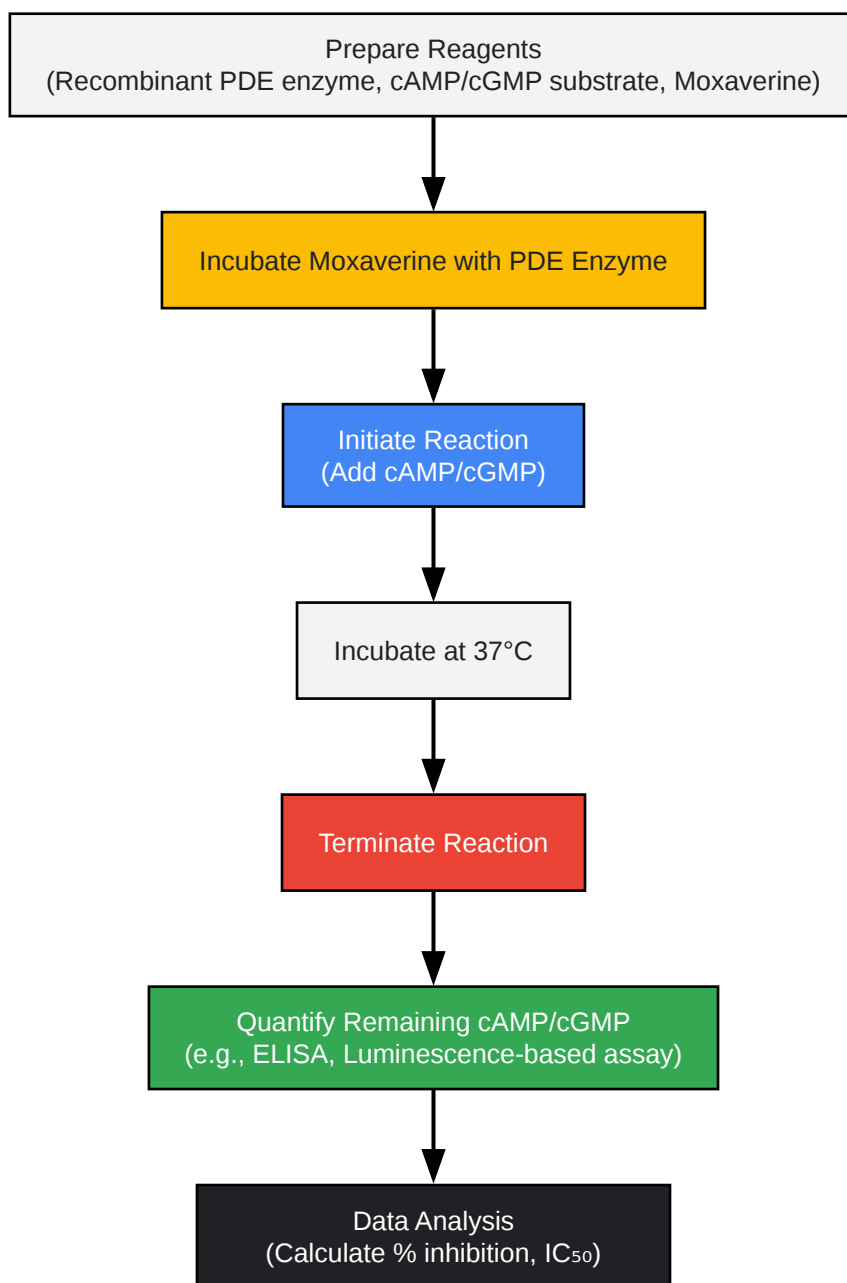 Prepare Reagents
(Recombinant PDE enzyme, cAMP/cGMP substrate, Moxaverine)
Incubate Moxaverine with PDE Enzyme
Initiate Reaction
(Add cAMP/cGMP)
Incubate at 37°C
Terminate Reaction
Quantify Remaining cAMP/cGMP
(e.g., ELISA, Luminescence-based assay)
Data Analysis
(Calculate % inhibition, IC₅₀)